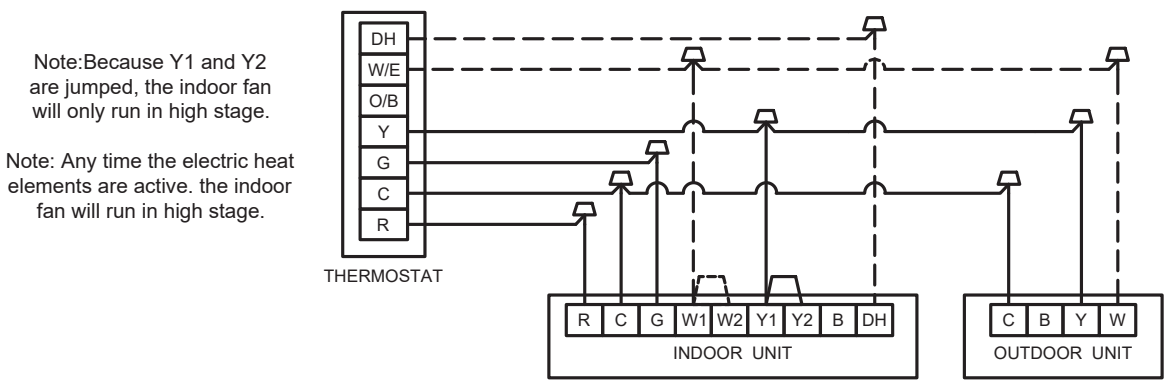 Note:Because Y1 and Y2
are jumped, the indoor fan
will only run in high stage.
Note: Any time the electric heat
elements are active. the indoor
fan will run in high stage.
DH
W/E
O/B
Y
G
C
R
THERMOSTAT
R C G W1 W2 Y1 Y2 B DH
INDOOR UNIT
C B Y W
OUTDOOR UNIT